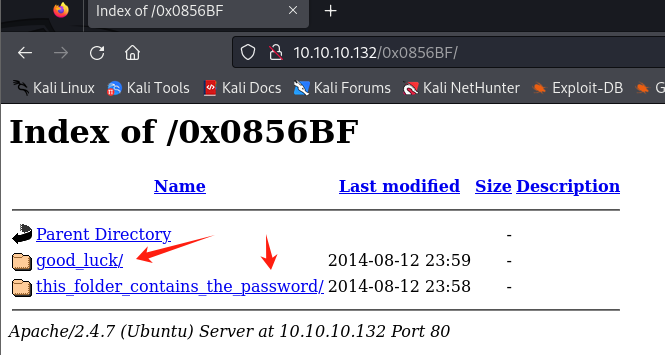 Index of /0x0856BF
10.10.10.132/0x0856BF/
Kali Linux Kali Tools Kali Docs Kali Forums Kali NetHunter Exploit-DB G
Index of /0x0856BF
Name Last modified Size Description
Parent Directory -
good_luck/ 2014-08-12 23:59 -
this_folder_contains_the_password/ 2014-08-12 23:58 -
Apache/2.4.7 (Ubuntu) Server at 10.10.10.132 Port 80